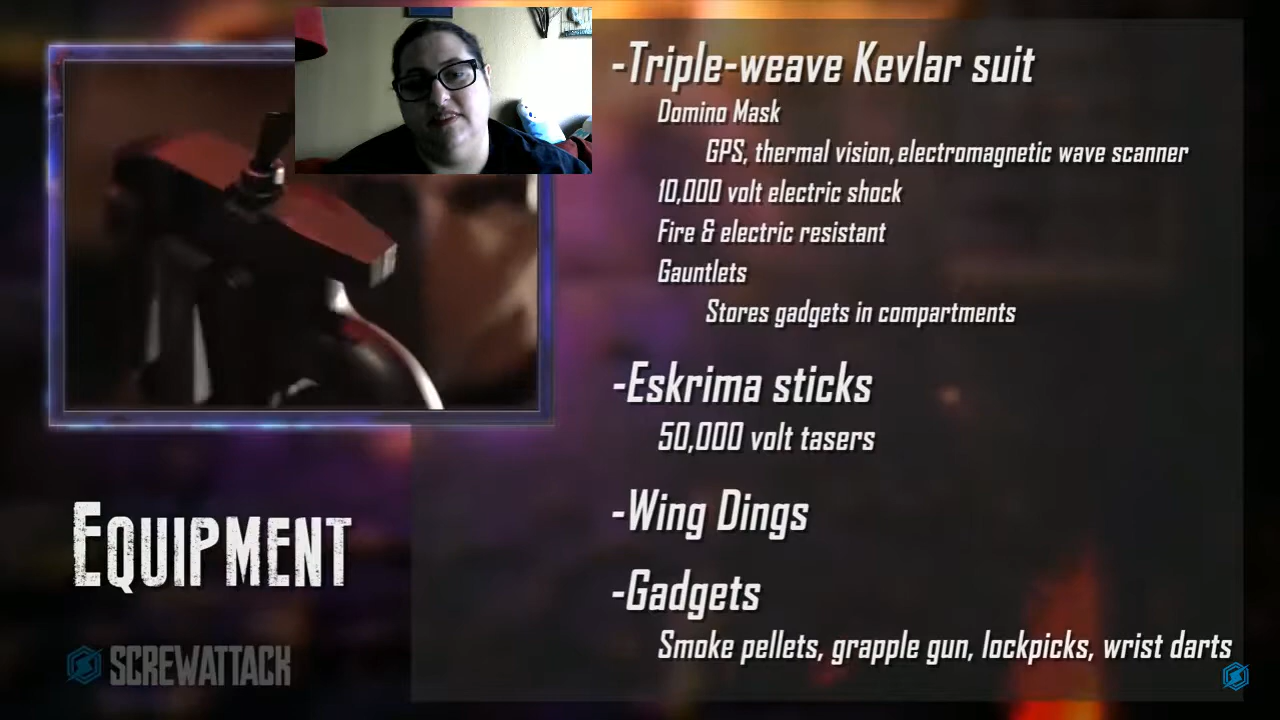 -Triple-weave Kevlar suit
Domino Mask
GPS, thermal vision, electromagnetic wave scanner
10,000 volt electric shock
Fire & electric resistant
Gauntlets
Stores gadgets in compartments
-Eskrima sticks
50,000 volt tasers
-Wing Dings
-Gadgets
Smoke pellets, grapple gun, lockpicks, wrist darts
Equipment
SCREWATTACK